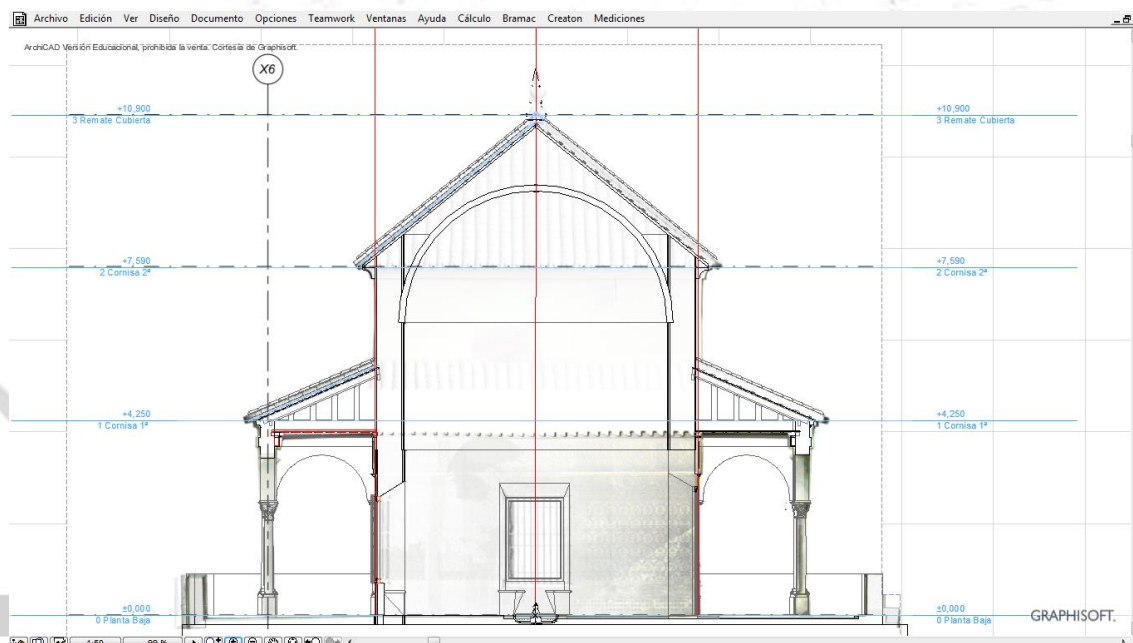 Archivo Edición Ver Diseño Documento Opciones Teamwork Ventanas Ayuda Cálculo Bramac Creaton Mediciones
ArchiCAD Versión Educacional, prohibida la venta. Cortesía de Graphisoft.
X6
+10,900
3 Remate Cubierta
+10,900
3 Remate Cubierta
+7,590
2 Cornisa 2ª
+7,590
2 Cornisa 2ª
+4,250
1 Cornisa 1ª
+4,250
1 Cornisa 1ª
±0,000
0 Planta Baja
±0,000
0 Planta Baja
GRAPHISOFT.
1:50